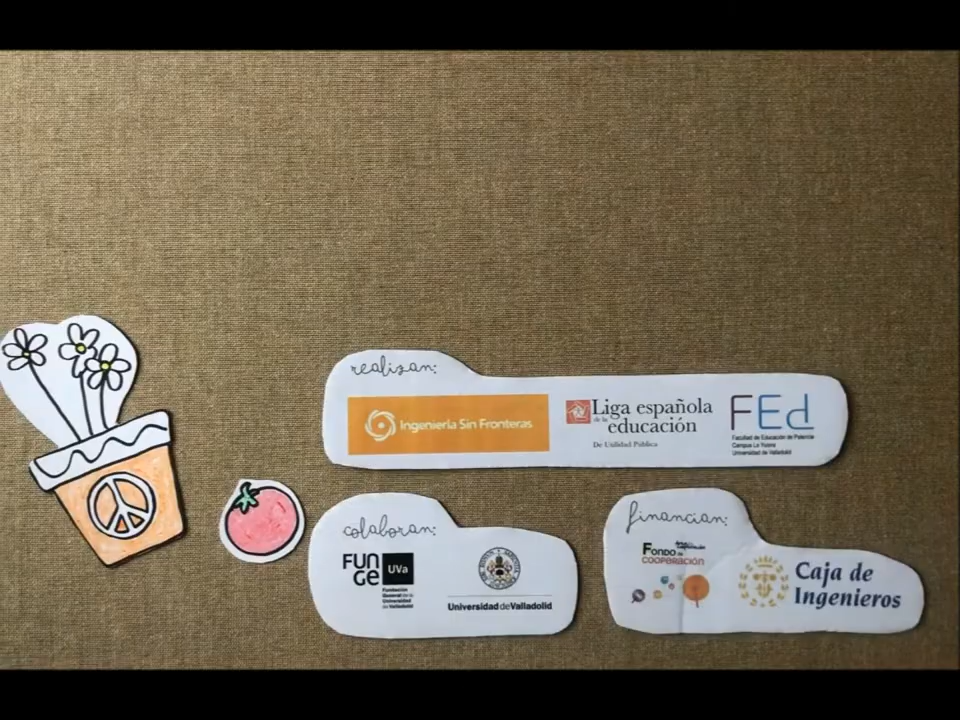 realizan:
Ingeniería Sin Fronteras
Liga española
de la
educación
De Utilidad Pública
FEd
Facultad de Educación de Palencia
Campus La Yutera
Universidad de Valladolid
colaboran:
FUN
GE
UVa
Fundación
General de la
Universidad
de Valladolid
Universidad de Valladolid
financian:
FONDO de
COOPERACIÓN
Caja de
Ingenieros